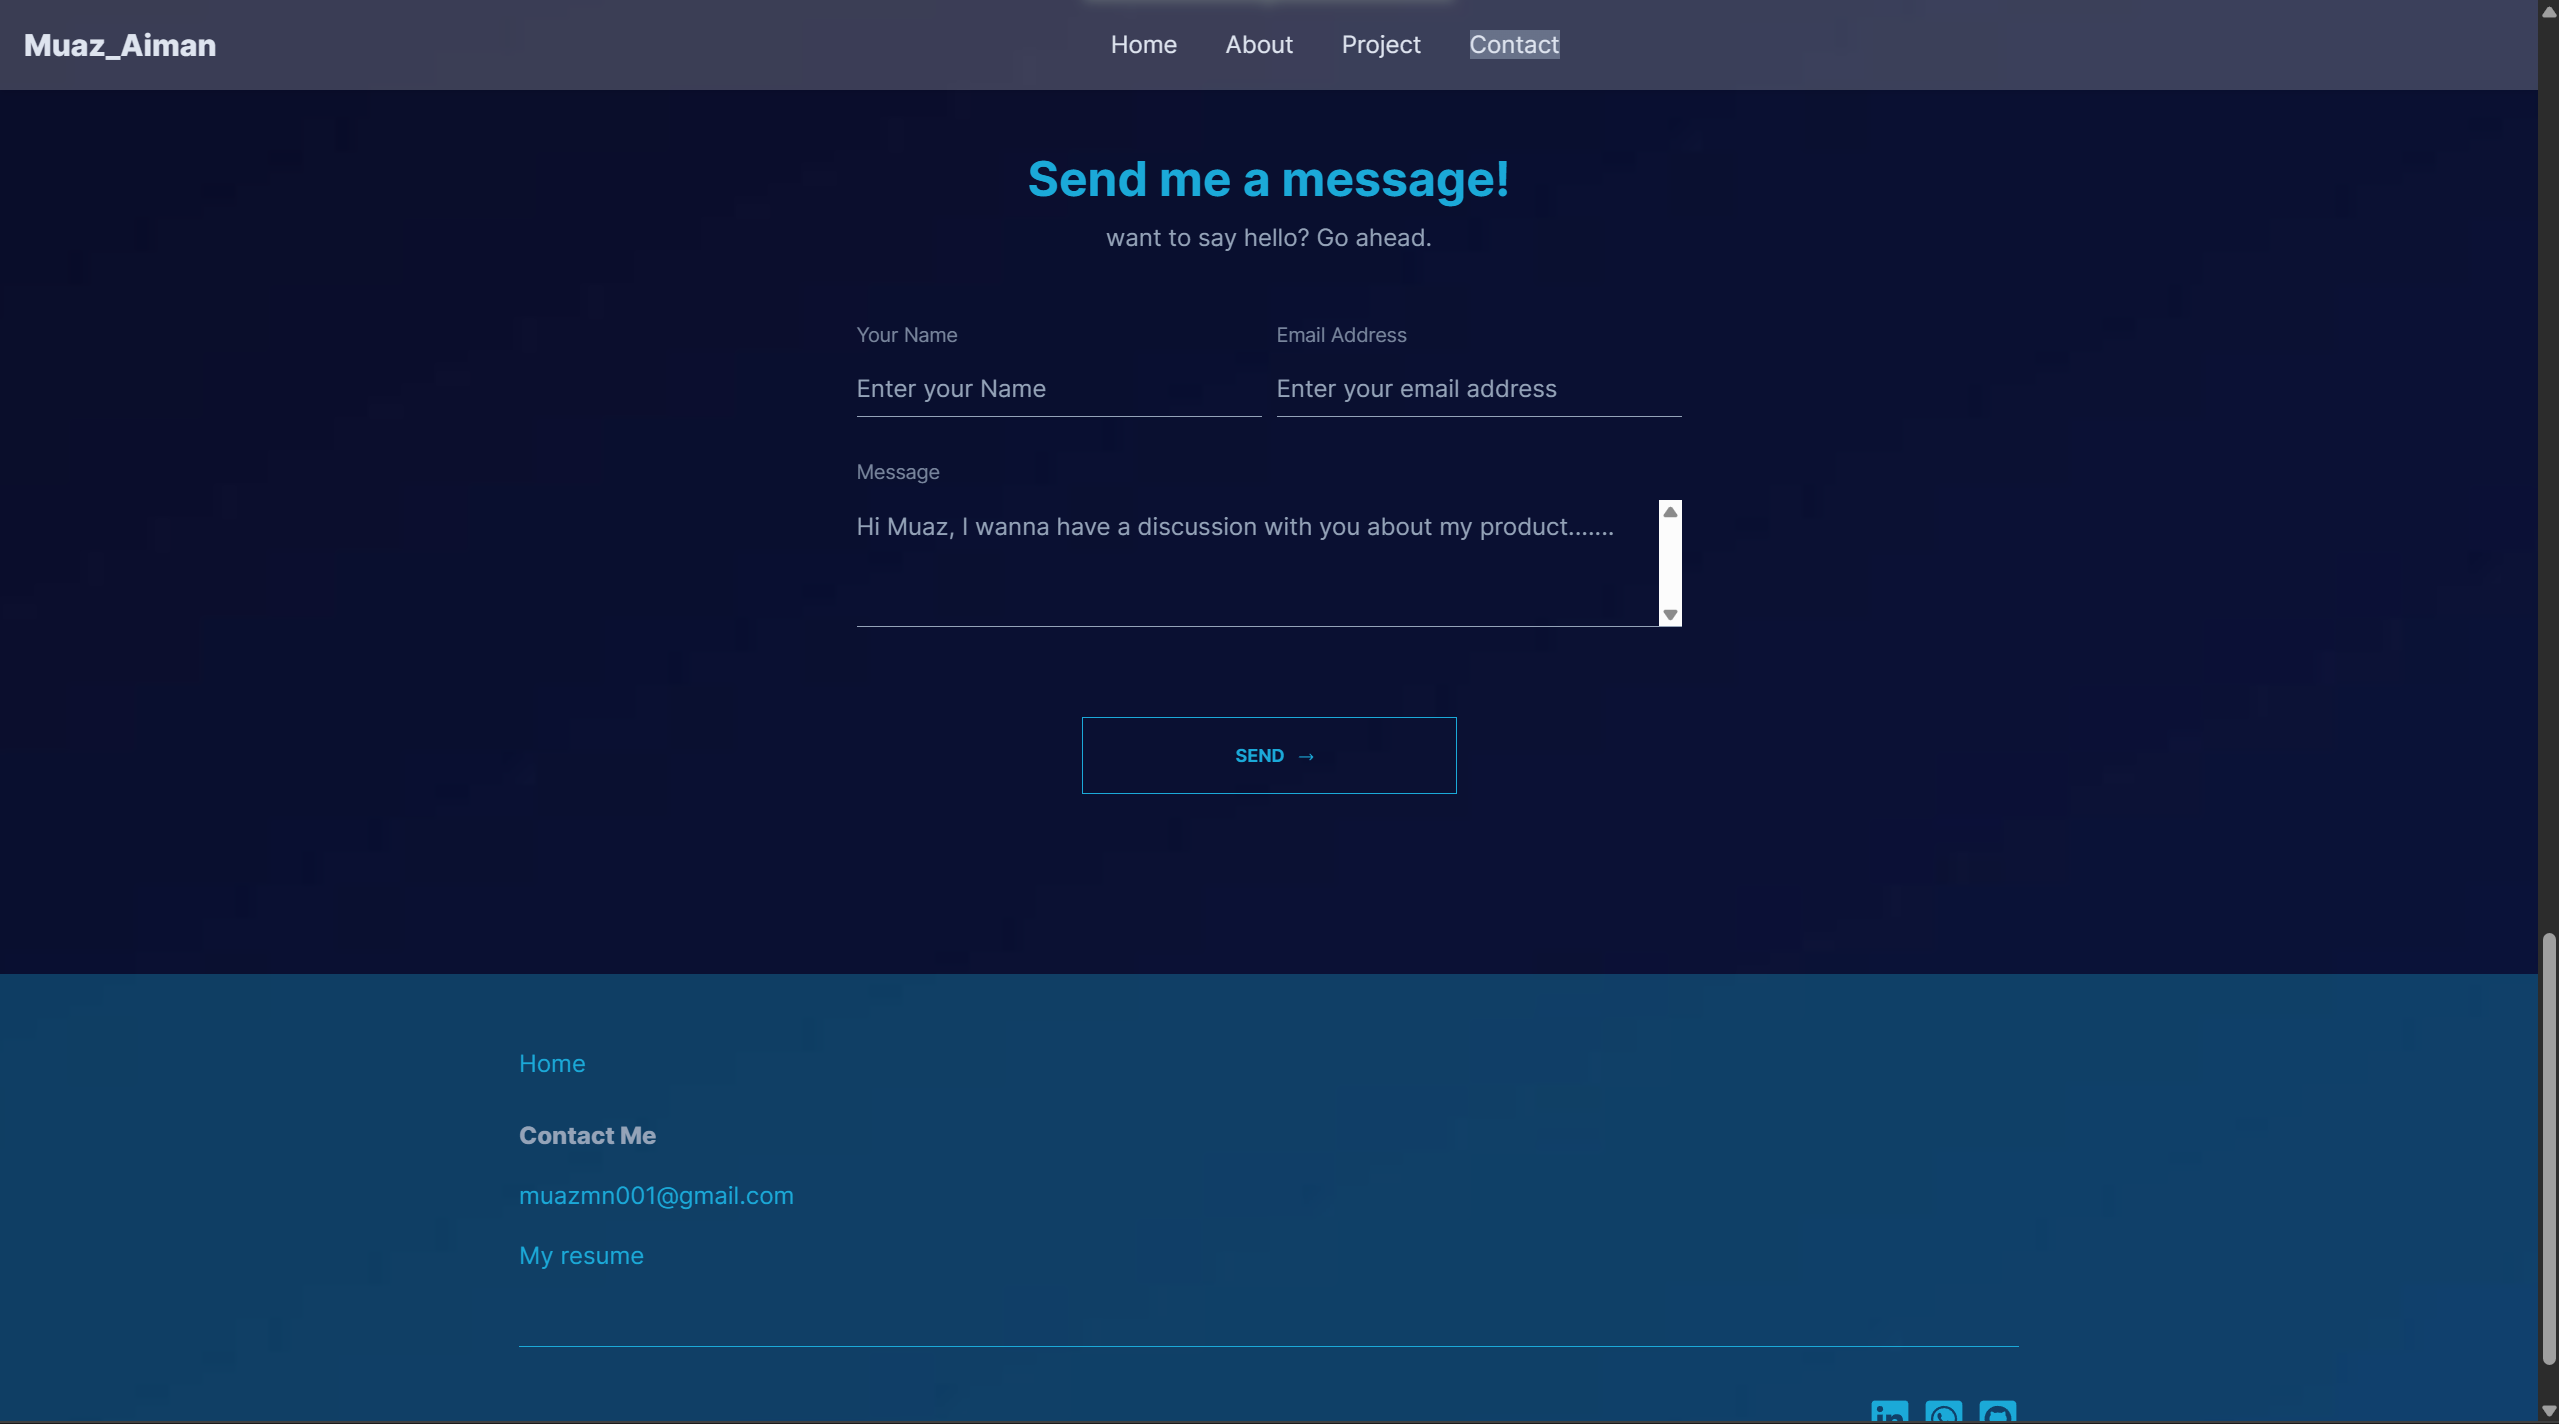 Muaz_Aiman
Home About Project Contact
Send me a message!
want to say hello? Go ahead.
Your Name Email Address
Enter your Name Enter your email address
Message
Hi Muaz, I wanna have a discussion with you about my product.......
SEND →
Home
Contact Me
muazmn001@gmail.com
My resume
in